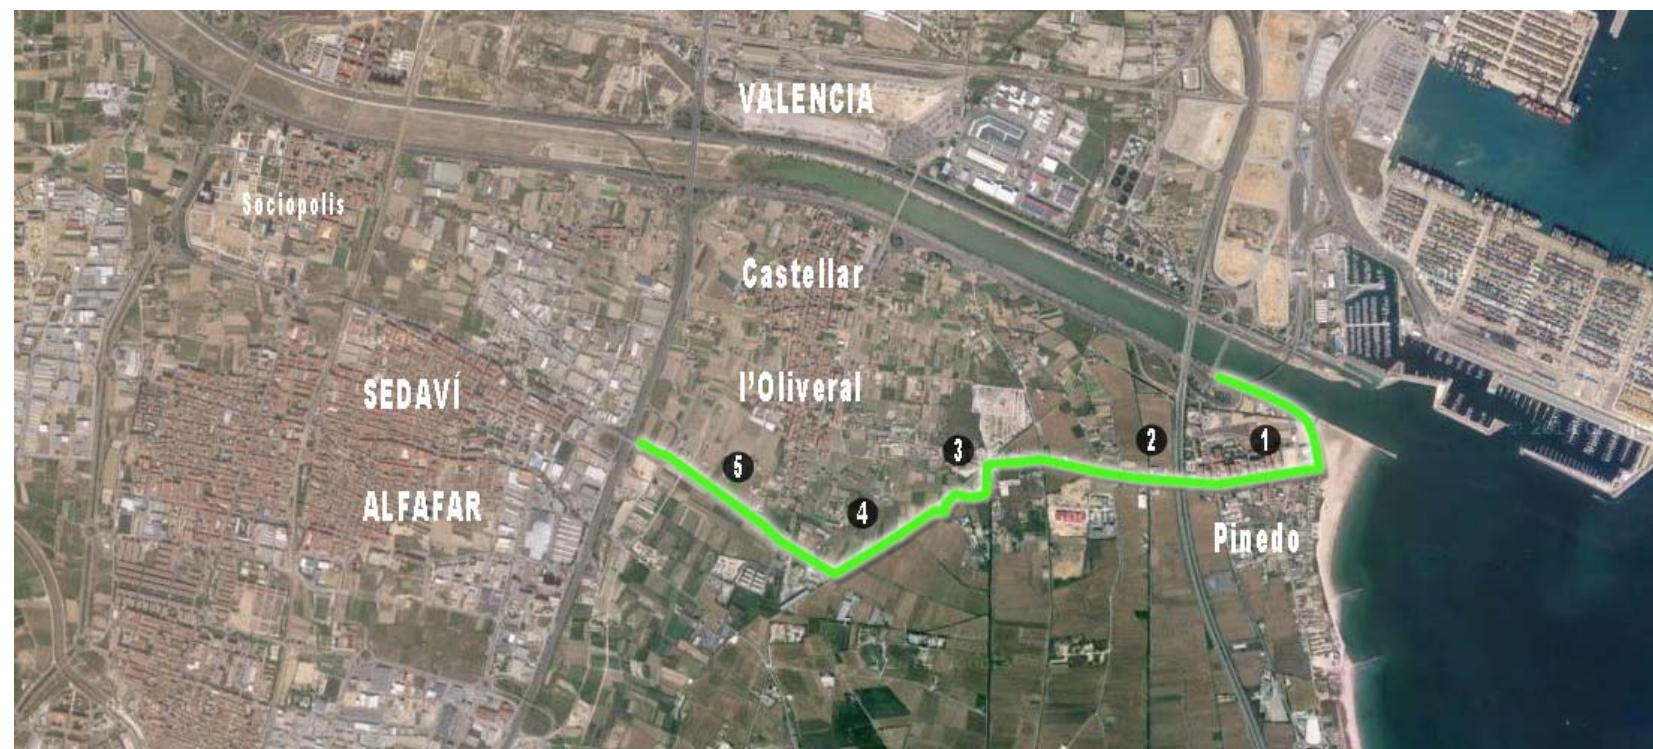 VALENCIA
Sociopolis
Castellar
l'Oliveral
SEDAVÍ
ALFAFAR
5
4
3
2
1
Pinedo